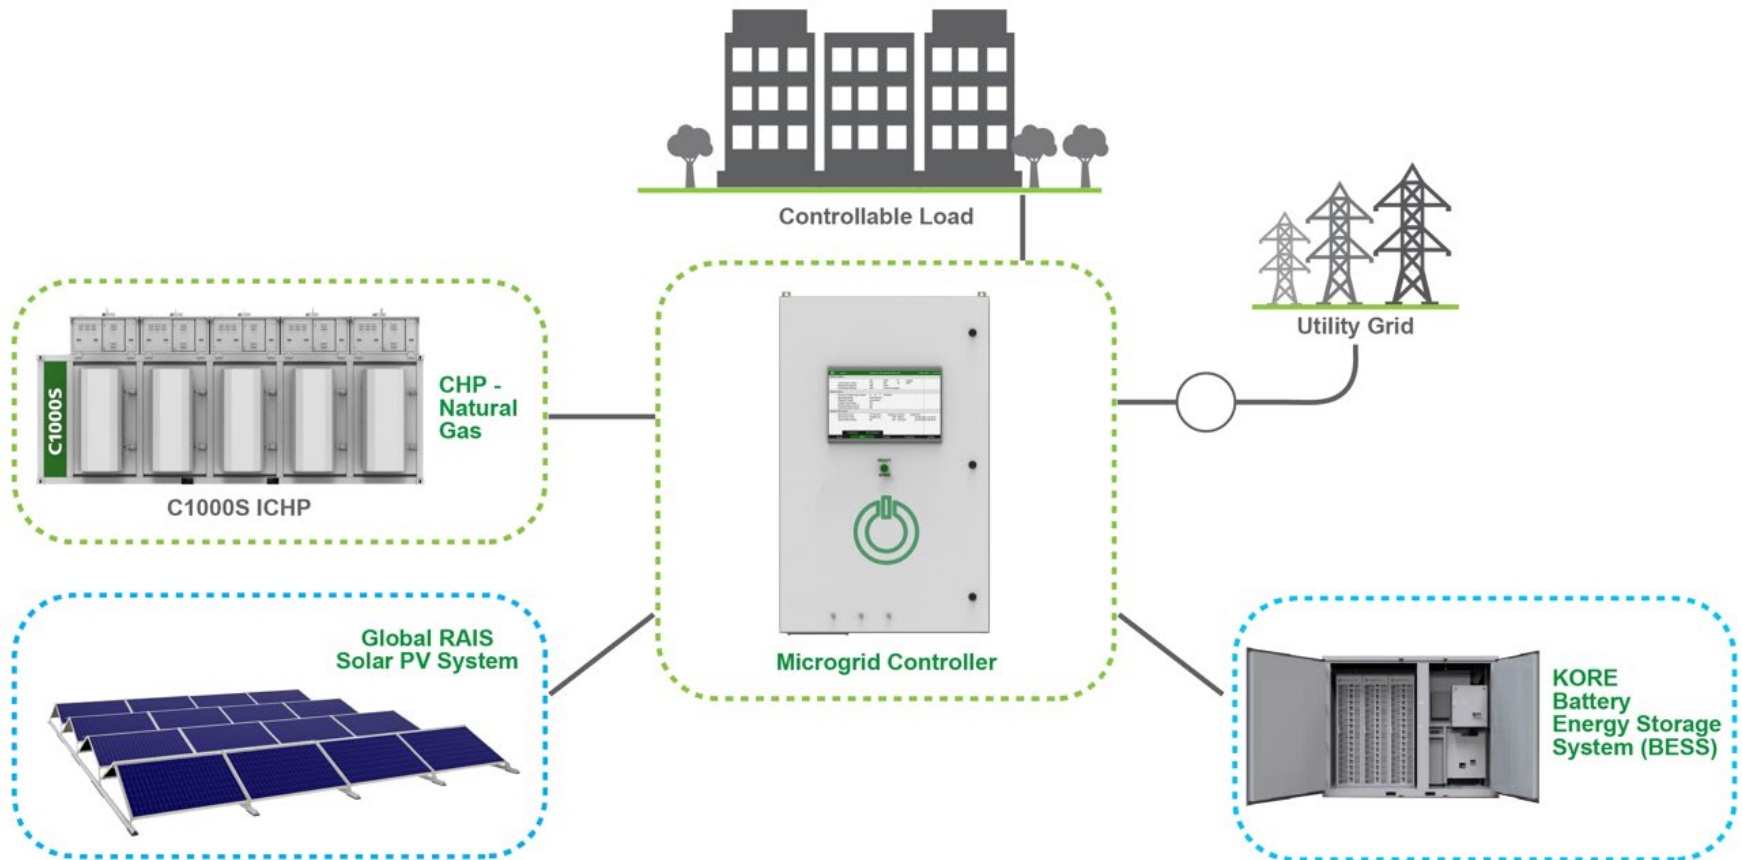 Controllable Load
Utility Grid
C1000S
CHP -
Natural
Gas
C1000S ICHP
Global RAIS
Solar PV System
Microgrid Controller
KORE
Battery
Energy Storage
System (BESS)